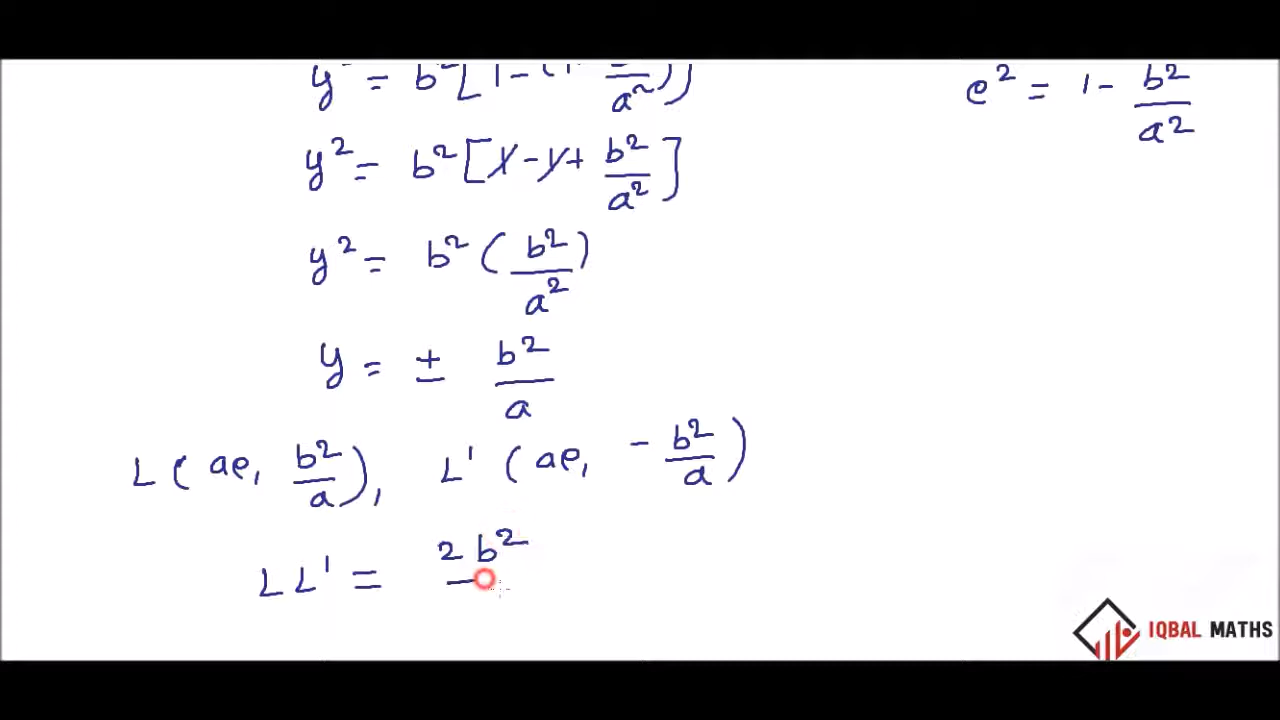 y² = b² [1 - (1 - b²/a²)]
e² = 1 - b²/a²
y² = b² [1 - 1 + b²/a²]
y² = b² (b²/a²)
y = ± b²/a
L (ae, b²/a), L' (ae, - b²/a)
LL' = 2b²
IQBAL MATHS